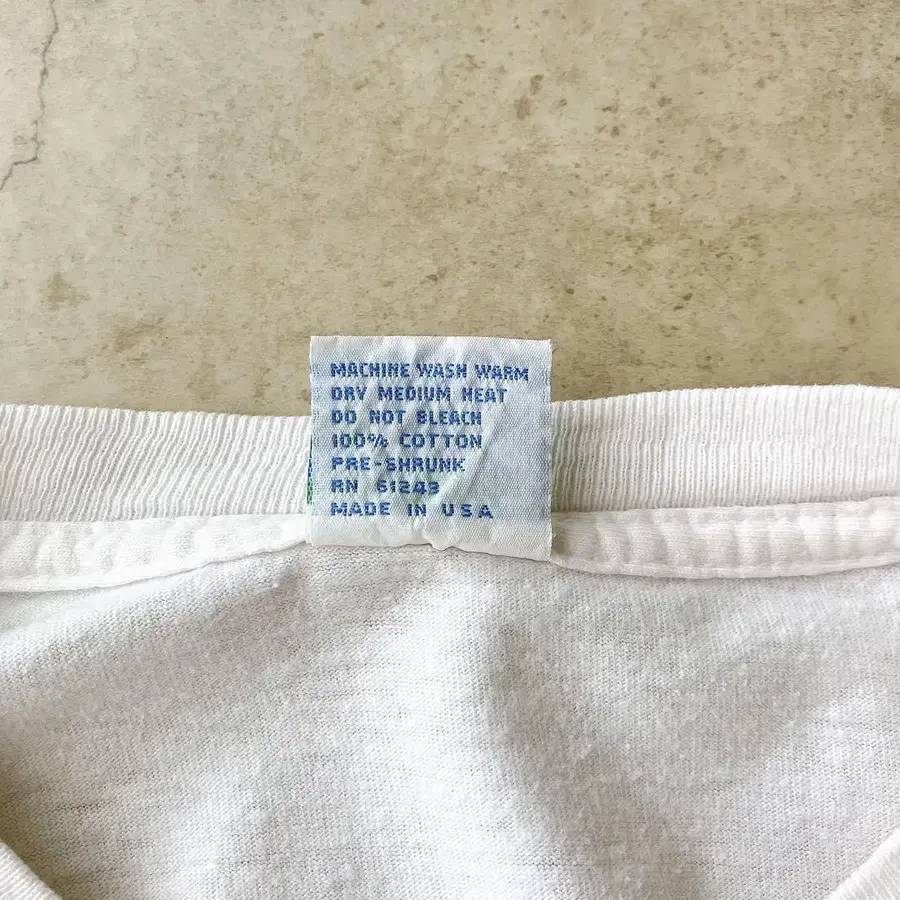 MACHINE WASH WARM
DRY MEDIUM HEAT
DO NOT BLEACH
100% COTTON
PRE-SHRUNK
RN 61243
MADE IN USA